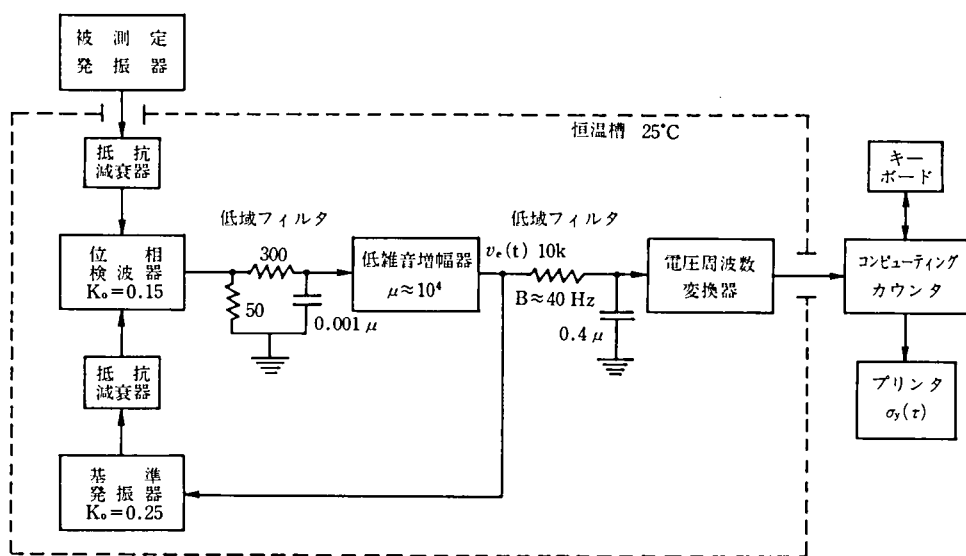 被測定
発振器
恒温槽 25°C
抵抗
減衰器
キー
ボード
低域フィルタ
低域フィルタ
位相
検波器
K₀=0.15
300
50
0.001 μ
低雑音増幅器
μ≈10⁴
vₑ(t) 10k
B≈40 Hz
0.4 μ
電圧周波数
変換器
コンピューティング
カウンタ
抵抗
減衰器
プリンタ
σy(τ)
基準
発振器
K₀=0.25